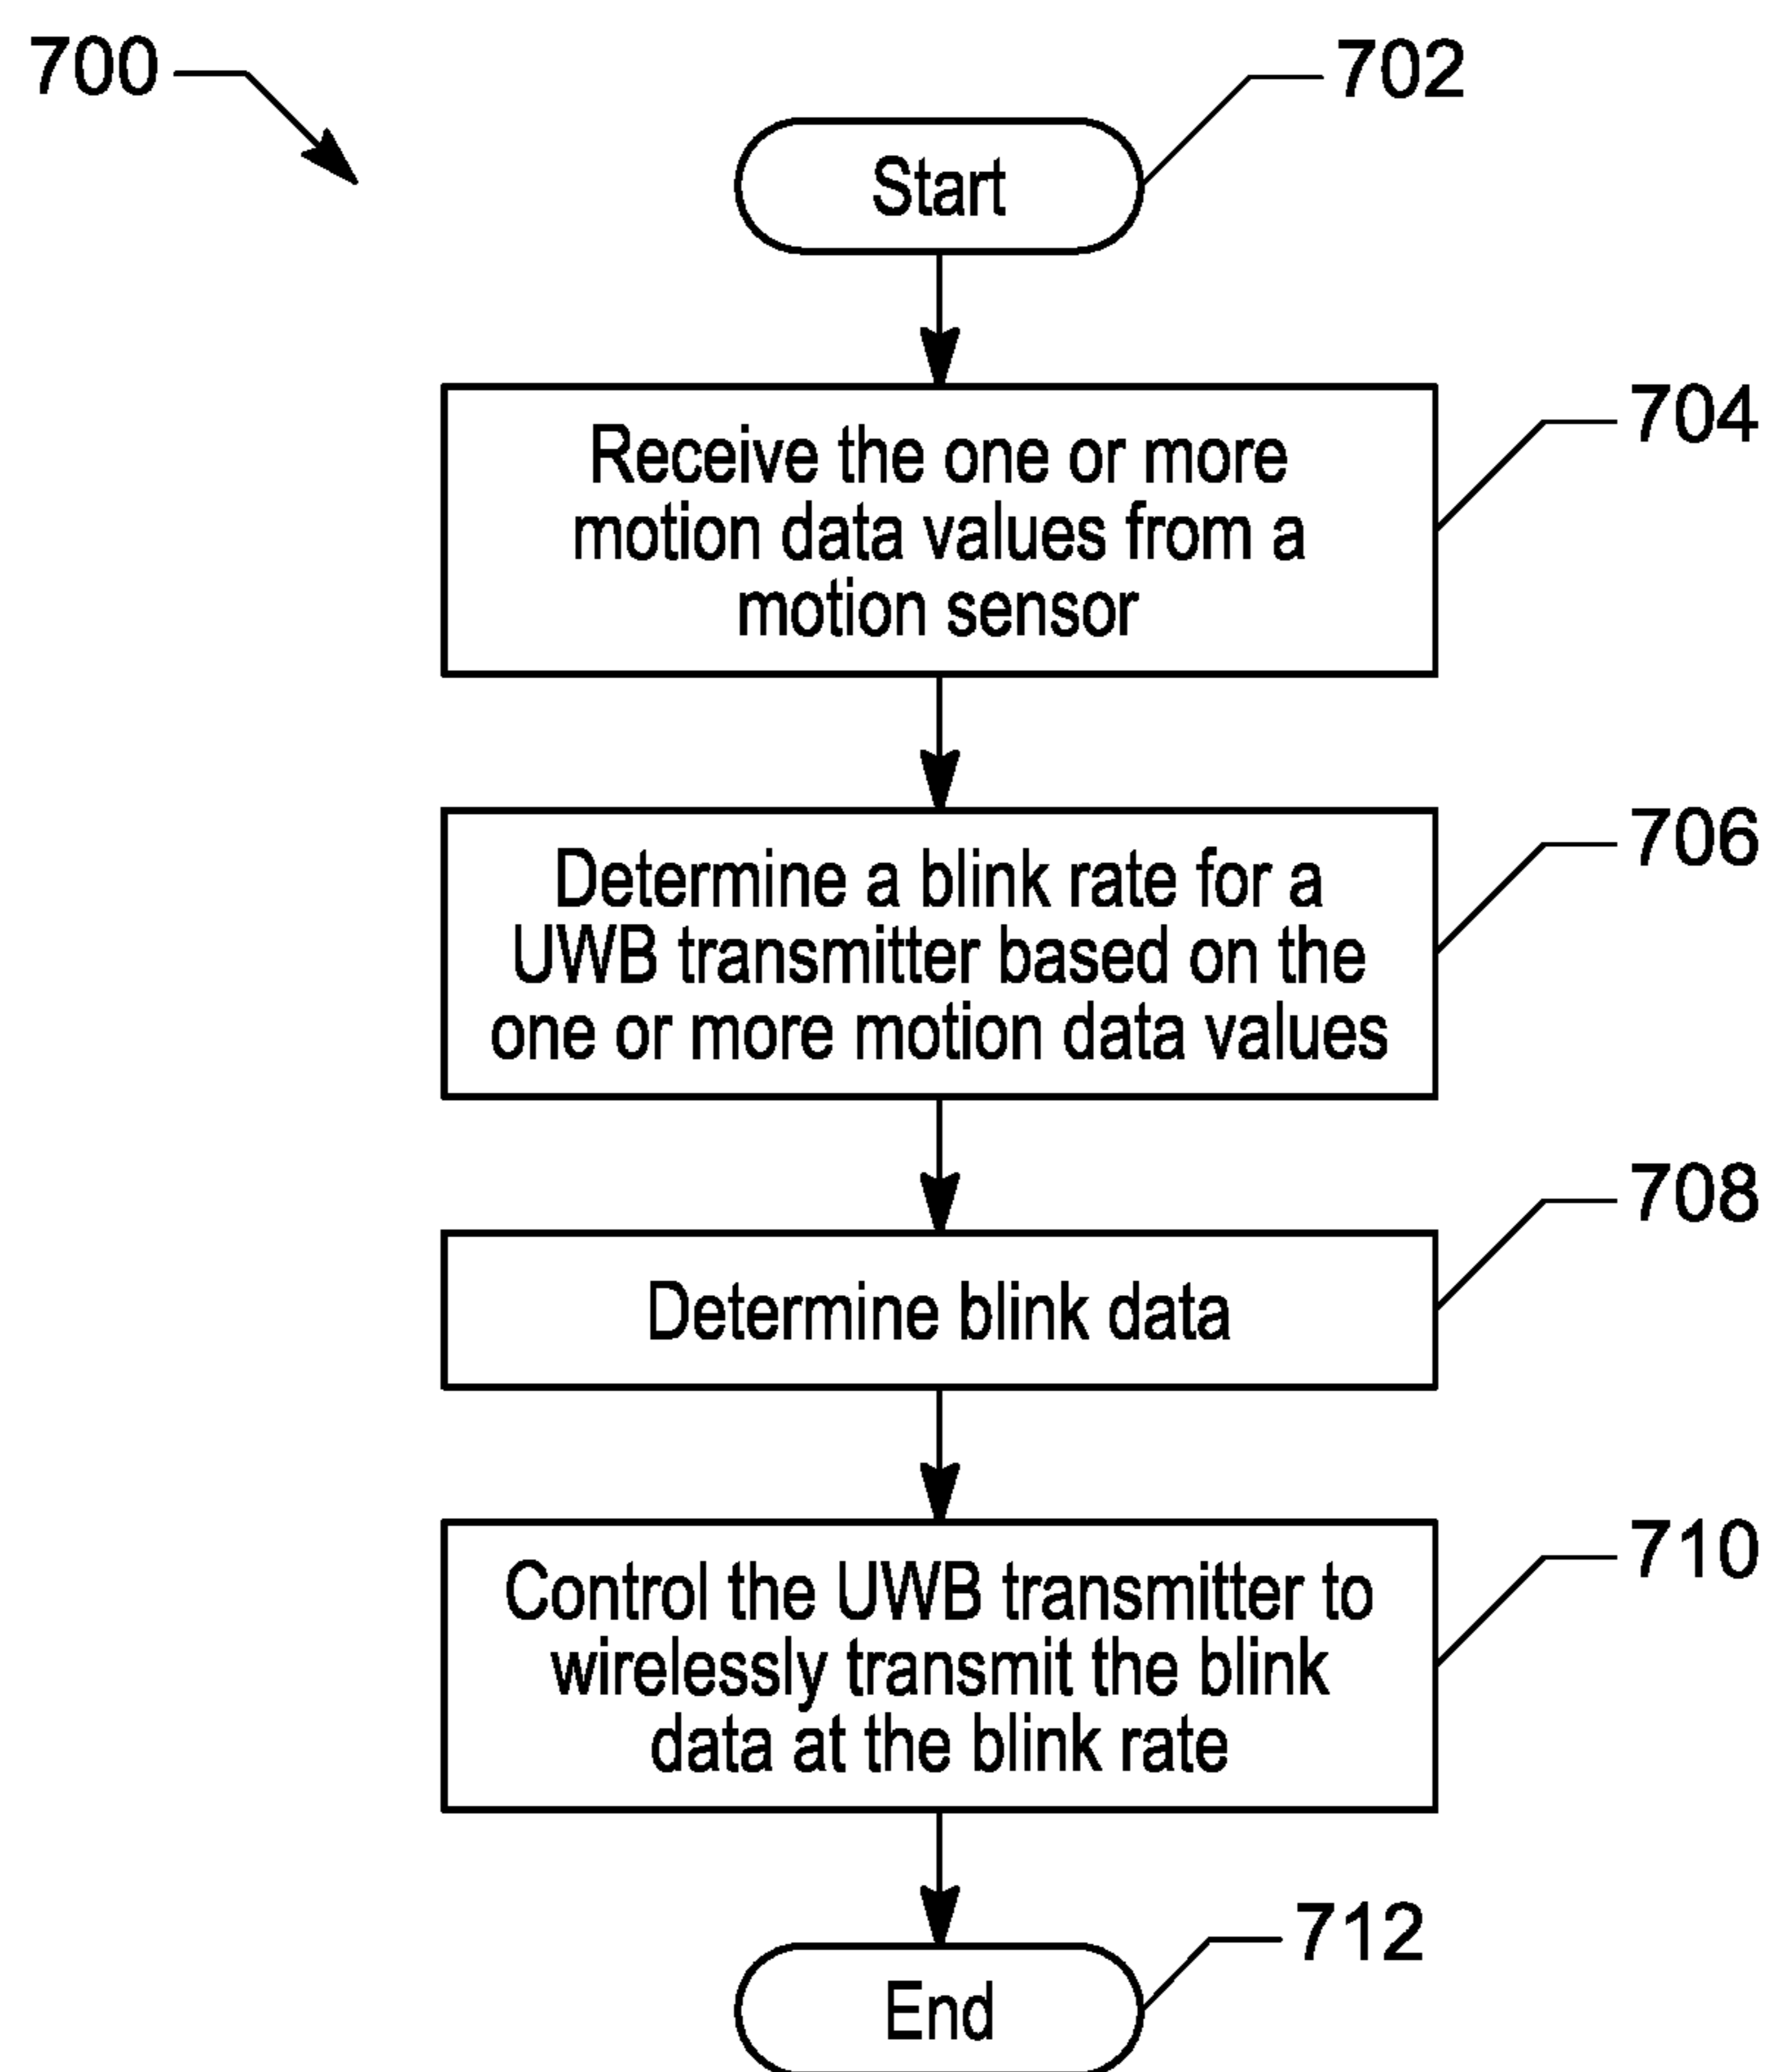 700
702
Start
704
Receive the one or more
motion data values from a
motion sensor
706
Determine a blink rate for a
UWB transmitter based on the
one or more motion data values
708
Determine blink data
710
Control the UWB transmitter to
wirelessly transmit the blink
data at the blink rate
712
End